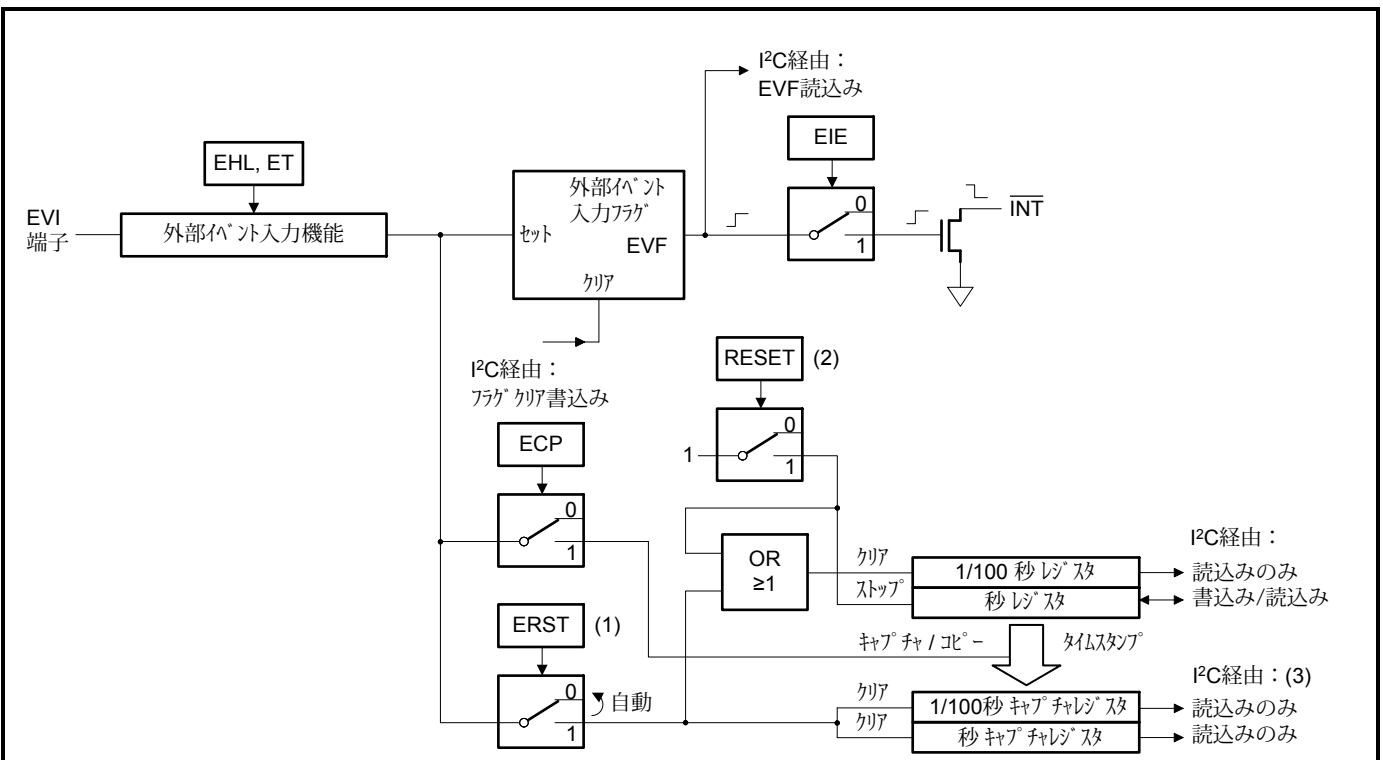 I²C経由：
EVF読込み
EIE
EHL, ET
外部ｲﾍﾞﾝﾄ
入力ﾌﾗｸﾞ
0
INT
EVI
端子
外部ｲﾍﾞﾝﾄ入力機能
ｾｯﾄ
EVF
1
ｸﾘｱ
I²C経由：
ﾌﾗｸﾞｸﾘｱ書込み
RESET
(2)
ECP
0
1
1
0
1
OR
≥1
I²C経由：
ｸﾘｱ
1/100 秒 ﾚｼﾞｽﾀ
読込みのみ
ｽﾄｯﾌﾟ
秒 ﾚｼﾞｽﾀ
書込み/読込み
ERST
(1)
ｷｬﾌﾟﾁｬ / ｺﾋﾟｰ
ﾀｲﾑｽﾀﾝﾌﾟ
0
1
自動
I²C経由：(3)
ｸﾘｱ
1/100秒 ｷｬﾌﾟﾁｬﾚｼﾞｽﾀ
読込みのみ
ｸﾘｱ
秒 ｷｬﾌﾟﾁｬﾚｼﾞｽﾀ
読込みのみ